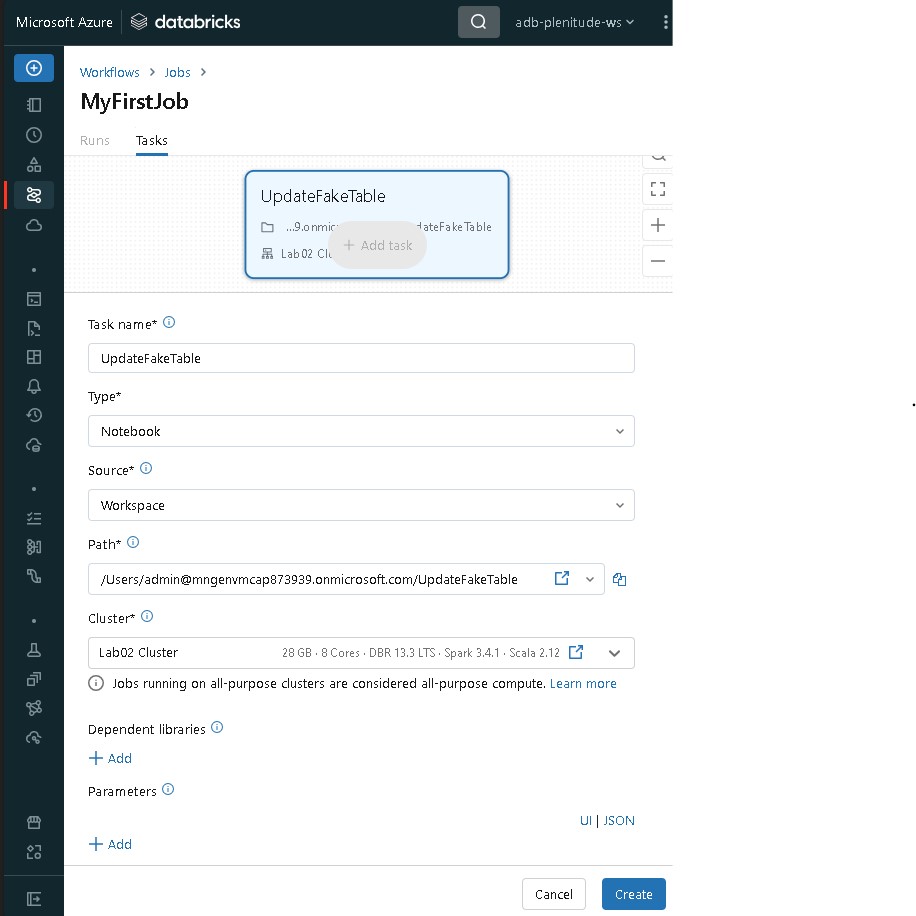 Microsoft Azure databricks adb-plenitude-ws
Workflows > Jobs >
MyFirstJob
Runs Tasks
UpdateFakeTable
...9.onmic dateFakeTable
+ Add task
Lab02 Clu
Task name*
UpdateFakeTable
Type*
Notebook
Source*
Workspace
Path*
/Users/admin@mngenvmcap873939.onmicrosoft.com/UpdateFakeTable
Cluster*
Lab02 Cluster 28 GB · 8 Cores · DBR 13.3 LTS · Spark 3.4.1 · Scala 2.12
Jobs running on all-purpose clusters are considered all-purpose compute. Learn more
Dependent libraries
+ Add
Parameters
UI | JSON
+ Add
Cancel Create